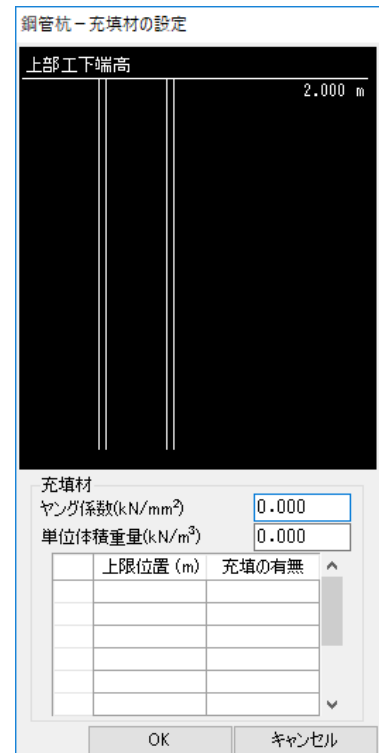 鋼管杭－充填材の設定
上部工下端高
2.000 m
充填材
ヤング係数(kN/mm²) 0.000
単位体積重量(kN/m³) 0.000
上限位置 (m) 充填の有無
OK キャンセル